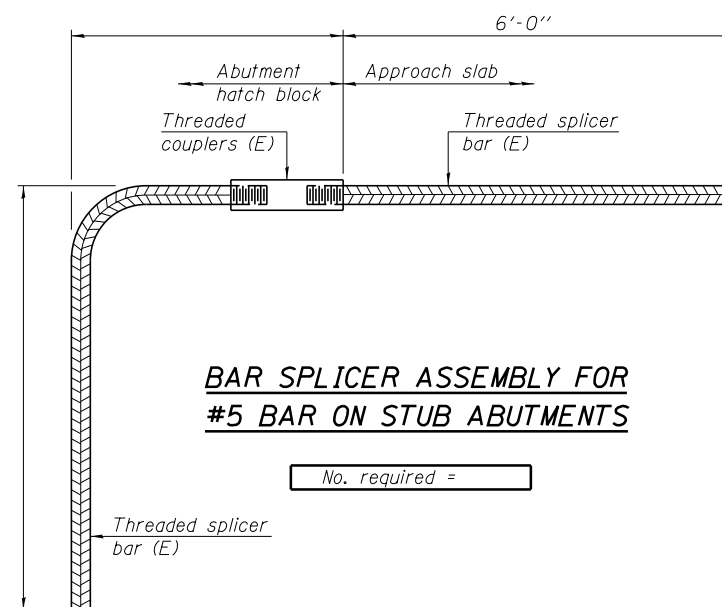 6'-0''
Abutment
hatch block
Approach slab
Threaded
couplers (E)
Threaded splicer
bar (E)
BAR SPLICER ASSEMBLY FOR
#5 BAR ON STUB ABUTMENTS
No. required =
Threaded splicer
bar (E)